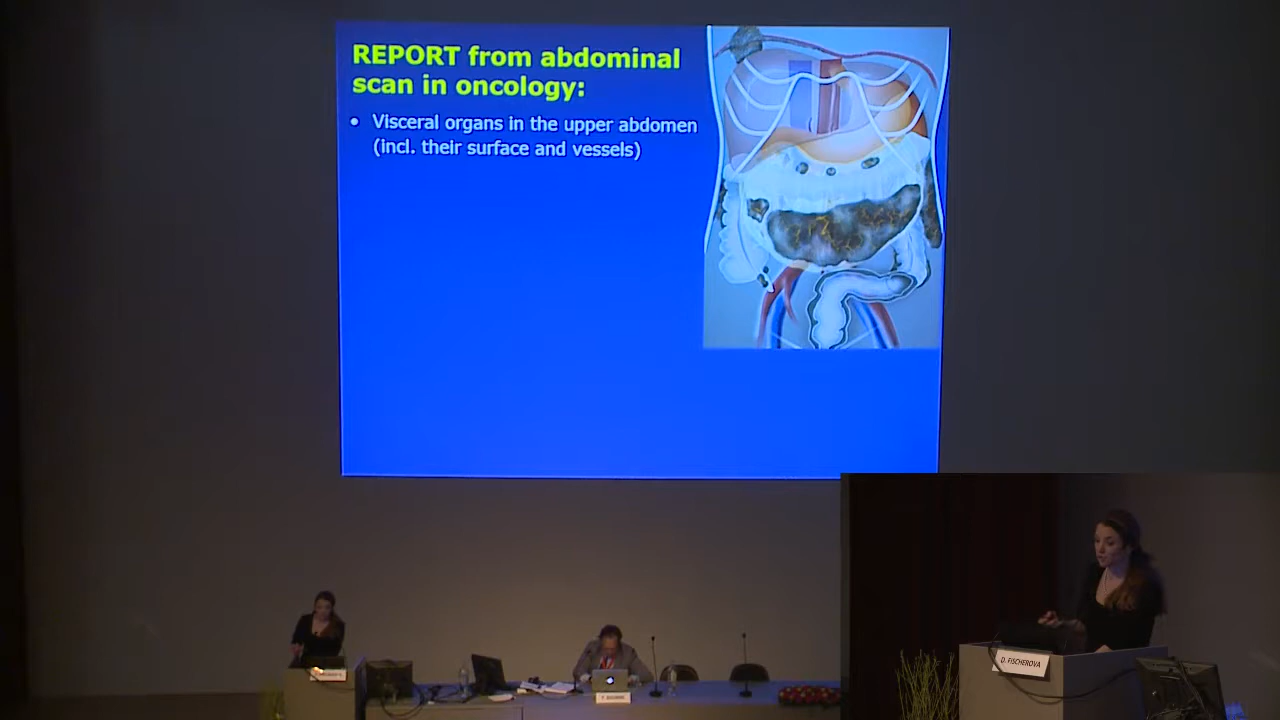 REPORT from abdominal
scan in oncology:
• Visceral organs in the upper abdomen
(incl. their surface and vessels)
D. FISCHEROVA